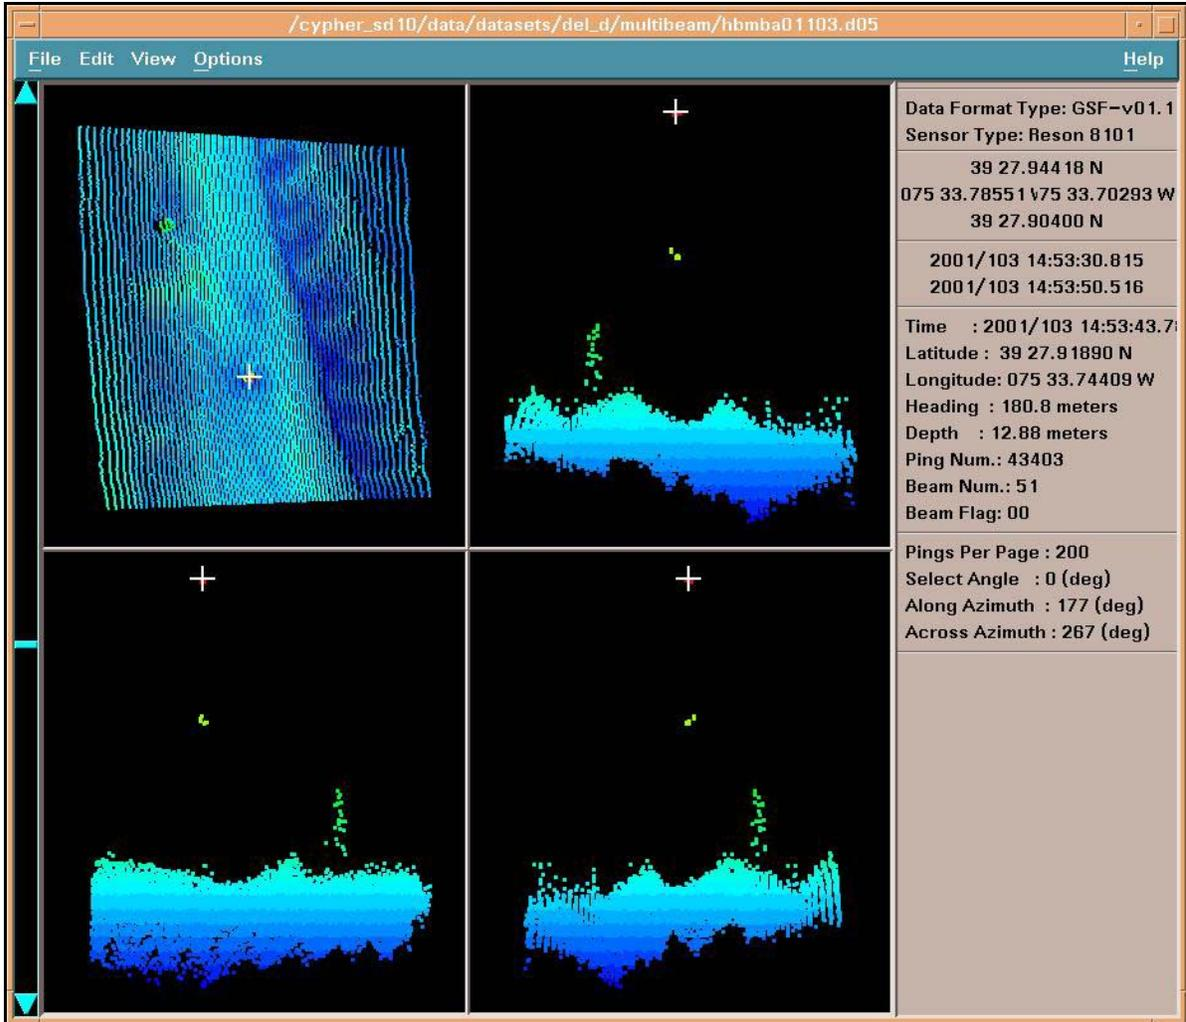 /cypher_sd10/data/datasets/del_d/multibeam/hbmba01103.d05
File Edit View Options Help
Data Format Type: GSF-v01.1
Sensor Type: Reson 8101
39 27.94418 N
075 33.78551 75 33.70293 W
39 27.90400 N
2001/103 14:53:30.815
2001/103 14:53:50.516
Time : 2001/103 14:53:43.7
Latitude : 39 27.91890 N
Longitude: 075 33.74409 W
Heading : 180.8 meters
Depth : 12.88 meters
Ping Num.: 43403
Beam Num.: 51
Beam Flag: 00
Pings Per Page : 200
Select Angle : 0 (deg)
Along Azimuth : 177 (deg)
Across Azimuth : 267 (deg)